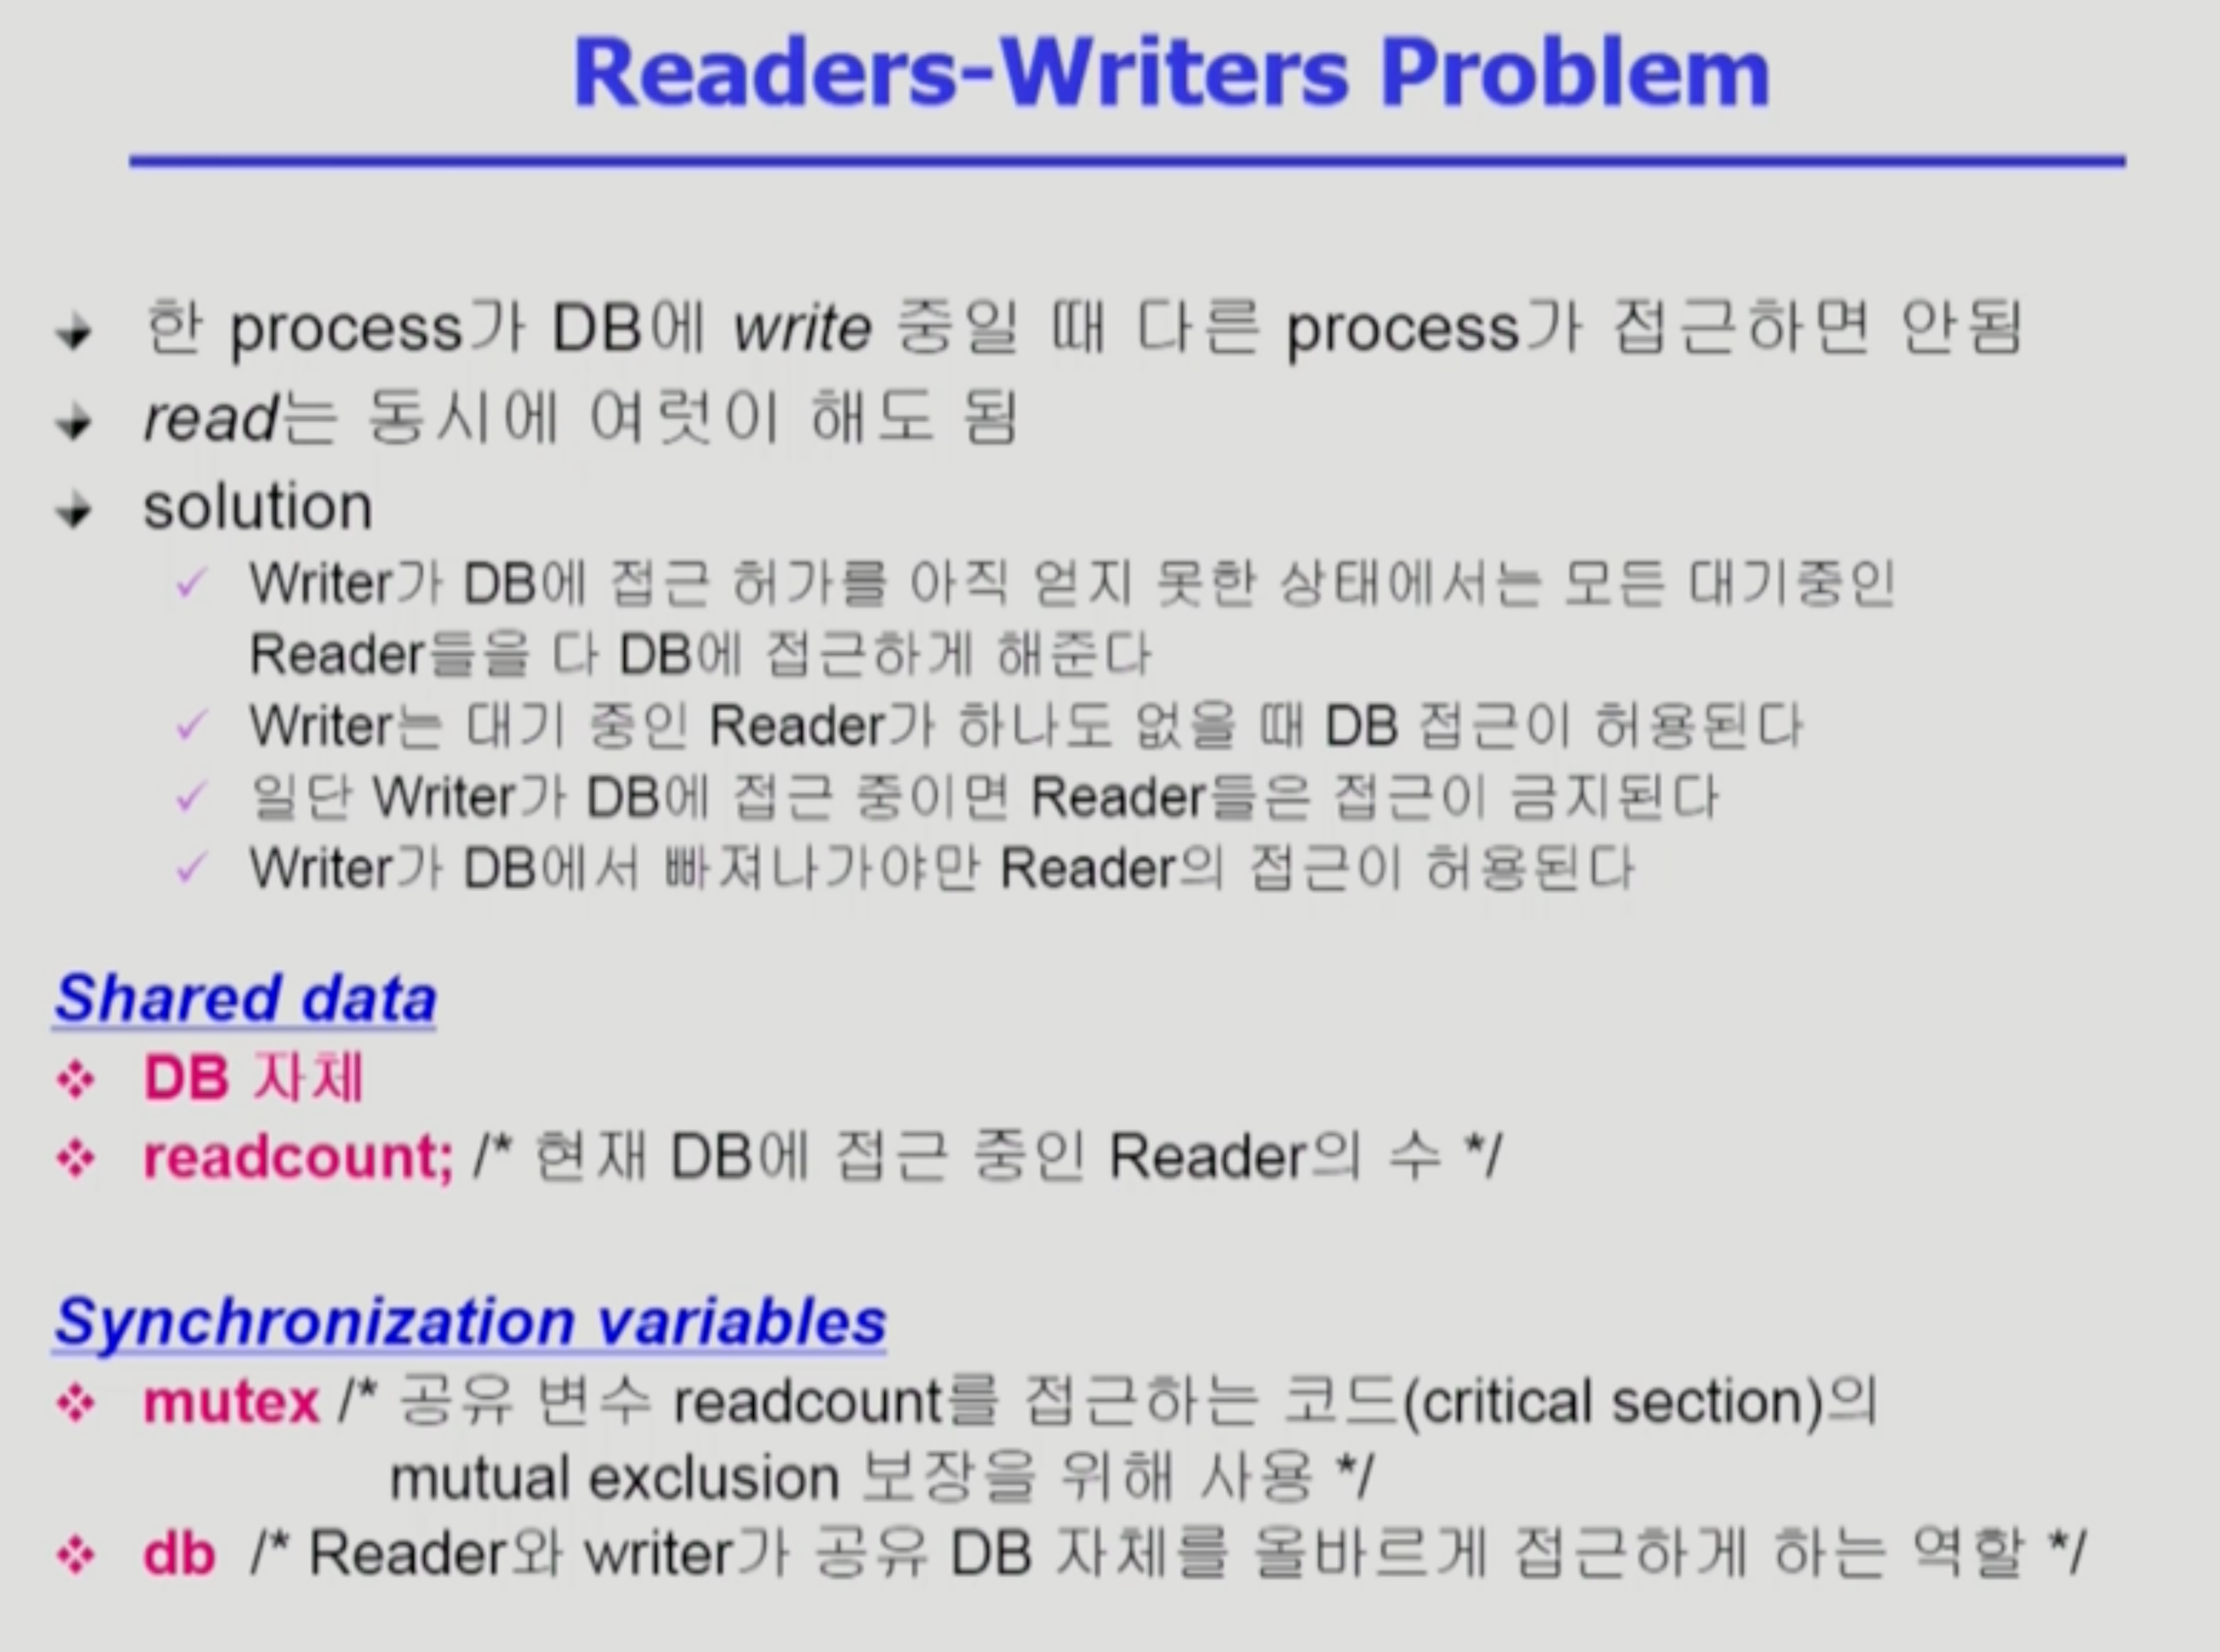 Readers-Writers Problem
한 process가 DB에 write 중일 때 다른 process가 접근하면 안됨
read는 동시에 여럿이 해도 됨
solution
✓ Writer가 DB에 접근 허가를 아직 얻지 못한 상태에서는 모든 대기중인
Reader들을 다 DB에 접근하게 해준다
✓ Writer는 대기 중인 Reader가 하나도 없을 때 DB 접근이 허용된다
✓ 일단 Writer가 DB에 접근 중이면 Reader들은 접근이 금지된다
✓ Writer가 DB에서 빠져나가야만 Reader의 접근이 허용된다
Shared data
❖ DB 자체
❖ readcount; /* 현재 DB에 접근 중인 Reader의 수 */
Synchronization variables
❖ mutex /* 공유 변수 readcount를 접근하는 코드(critical section)의
mutual exclusion 보장을 위해 사용 */
❖ db /* Reader와 writer가 공유 DB 자체를 올바르게 접근하게 하는 역할 */